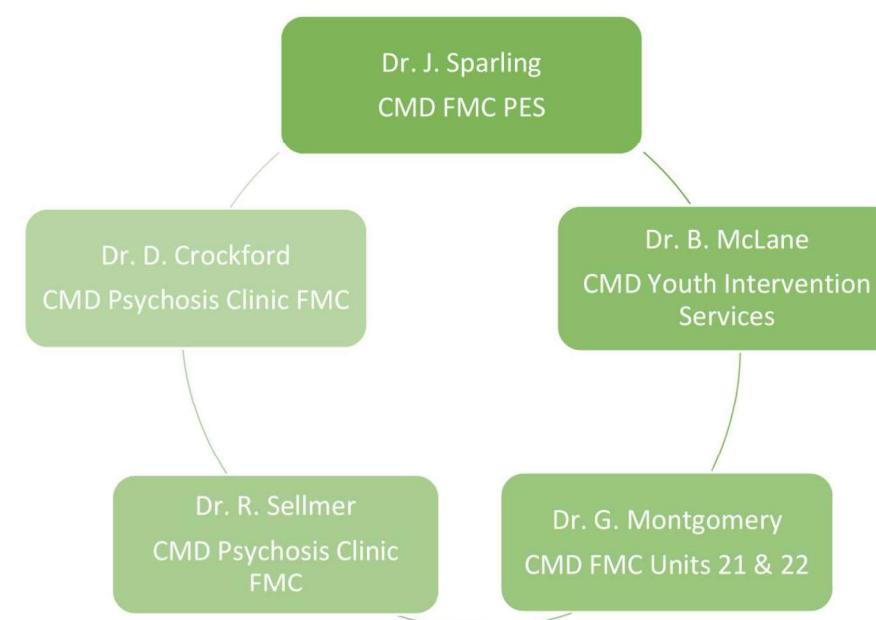 Dr. J. Sparling
CMD FMC PES
Dr. B. McLane
CMD Youth Intervention
Services
Dr. G. Montgomery
CMD FMC Units 21 & 22
Dr. R. Sellmer
CMD Psychosis Clinic
FMC
Dr. D. Crockford
CMD Psychosis Clinic FMC